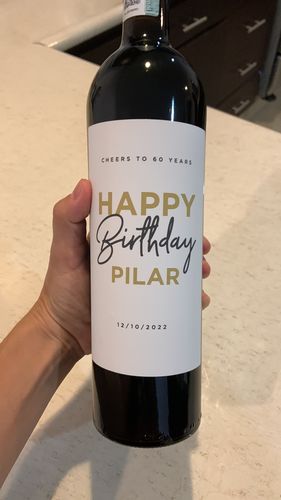 CHEERS TO 60 YEARS
HAPPY
Birthday
PILAR
12/10/2022